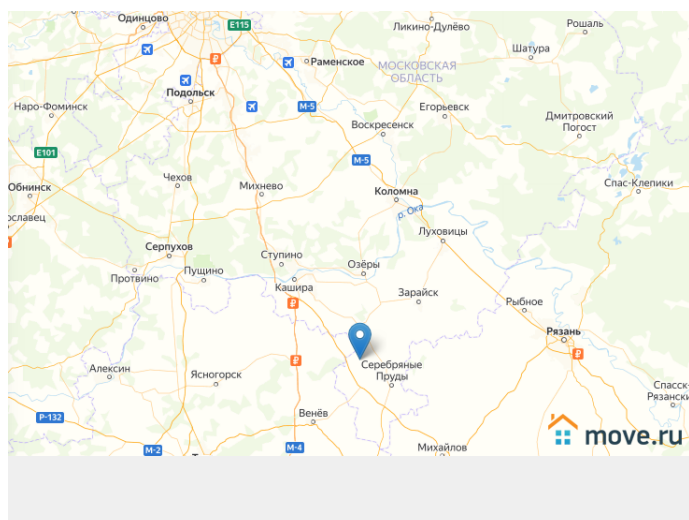 Одинцово
E115
Ликино-Дулёво
Рошаль
Шатура
Раменское
МОСКОВСКАЯ
ОБЛАСТЬ
Подольск
Наро-Фоминск
М-5
Егорьевск
Дмитровский
Погост
Воскресенск
E101
М-5
Чехов
Михнево
Обнинск
Коломна
Спас-Клепики
р. Ока
ославец
Луховицы
Серпухов
Ступино
Озёры
Протвино
Пущино
Кашира
Зарайск
Рыбное
Рязань
Серебряные
Пруды
Алексин
Ясногорск
Спасск-
Рязански
Р-132
Венёв
М-2
М-4
Михайлов
move.ru